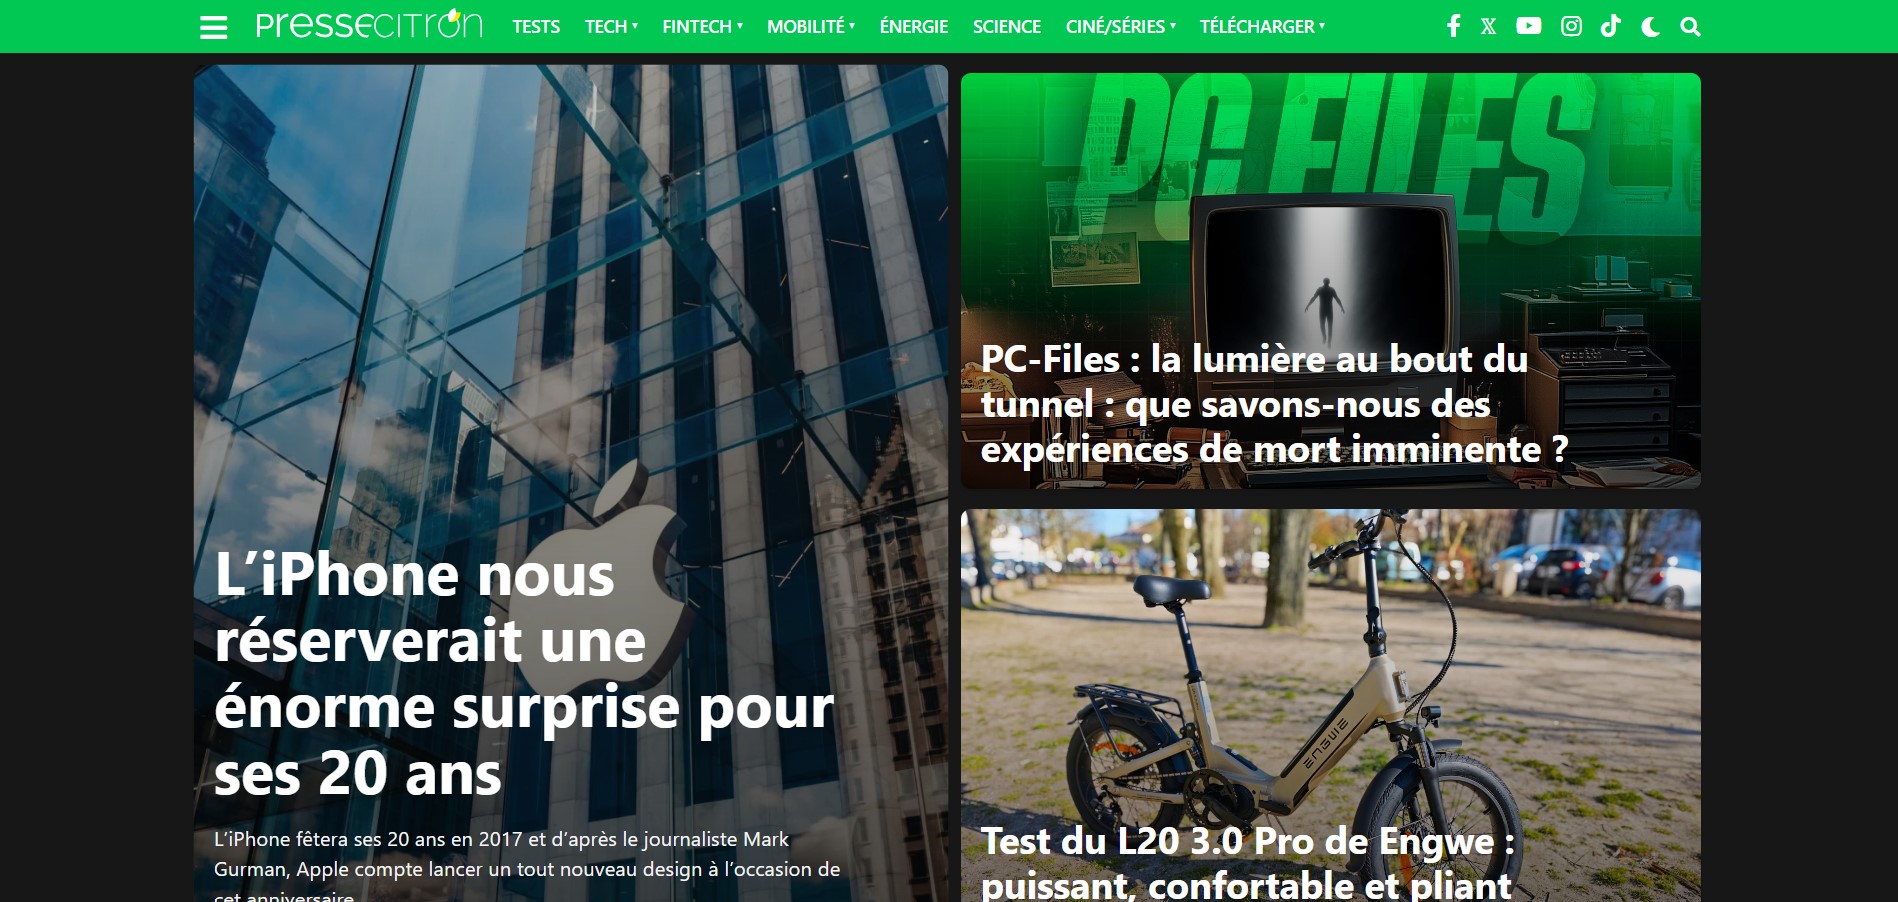 PRESSECITRON
TESTS
TECH ▾
FINTECH ▾
MOBILITÉ ▾
ÉNERGIE
SCIENCE
CINÉ/SÉRIES ▾
TÉLÉCHARGER ▾
L’iPhone nous
réserverait une
énorme surprise pour
ses 20 ans
L’iPhone fêtera ses 20 ans en 2017 et d’après le journaliste Mark
Gurman, Apple compte lancer un tout nouveau design à l’occasion de
cet anniversaire
PC FILES
PC-Files : la lumière au bout du
tunnel : que savons-nous des
expériences de mort imminente ?
ENGWE
Test du L20 3.0 Pro de Engwe :
puissant, confortable et pliant